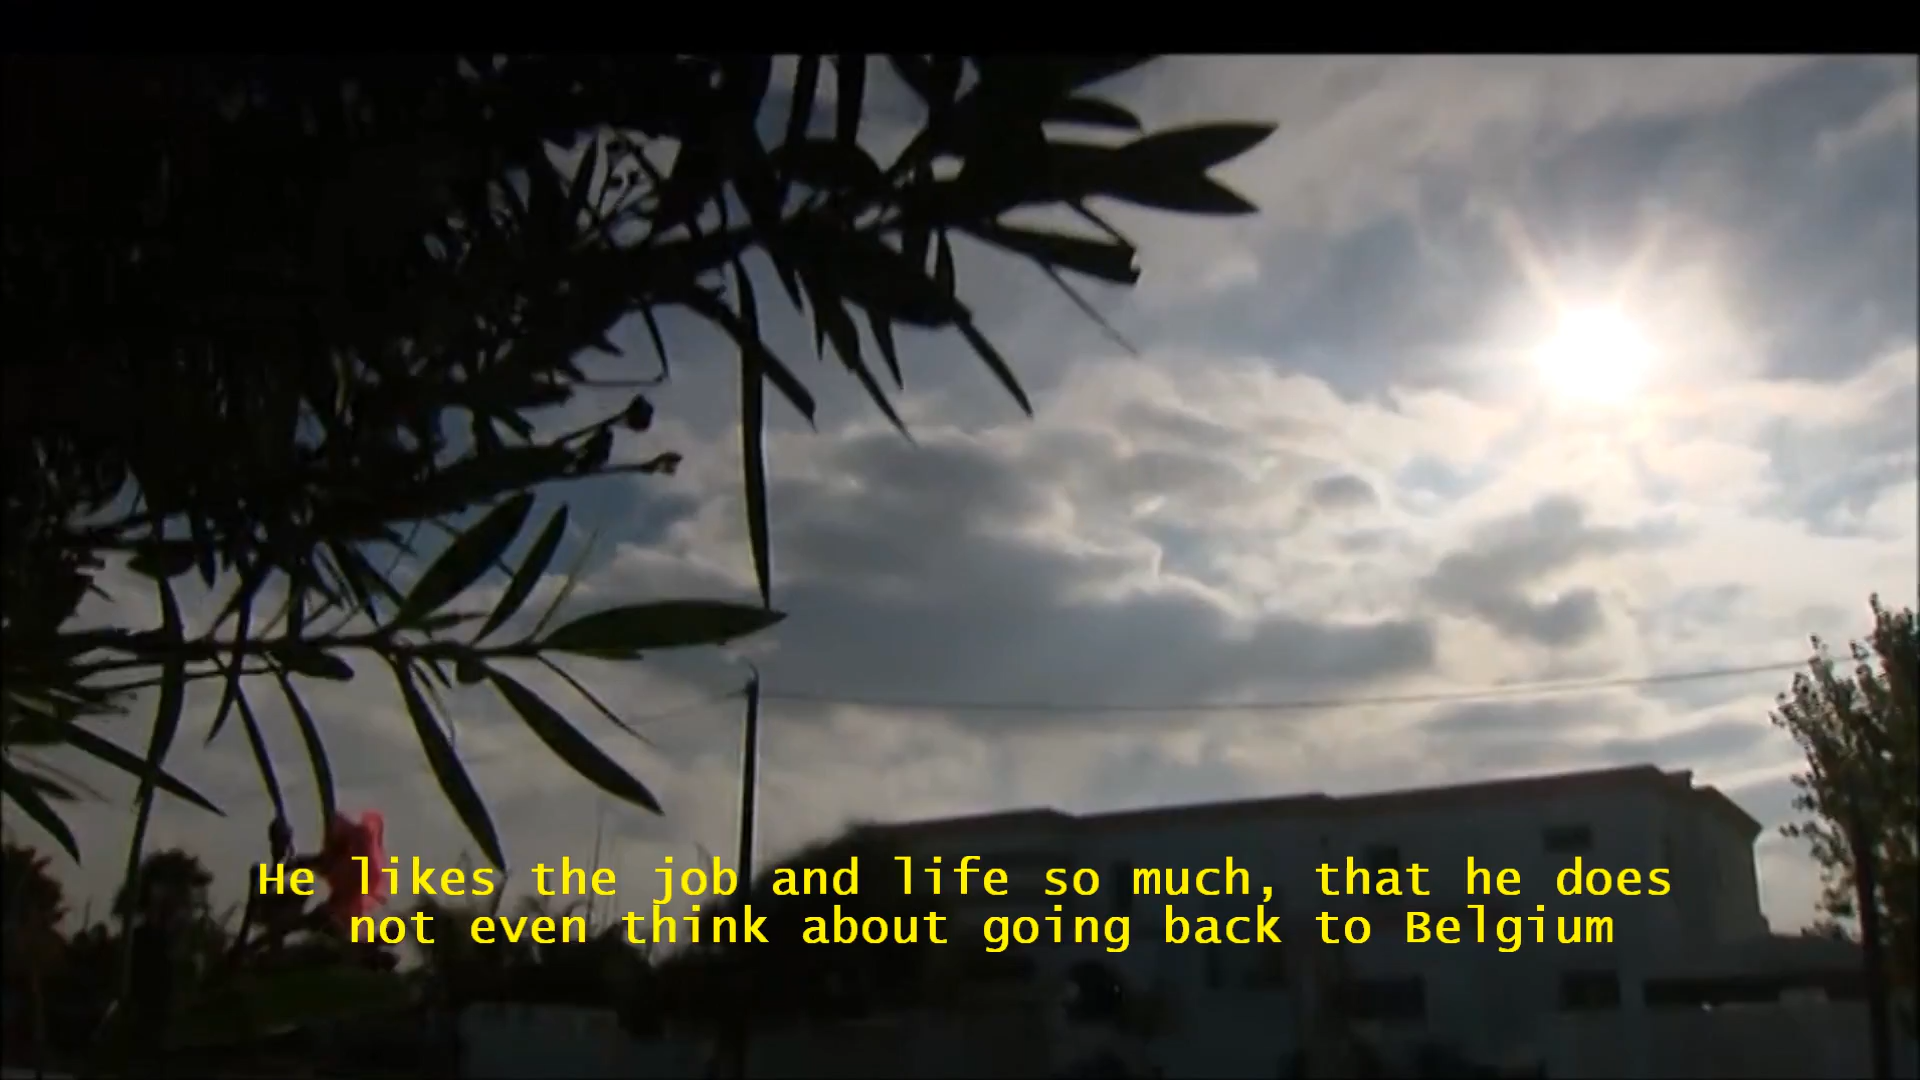 He likes the job and life so much, that he does
not even think about going back to Belgium